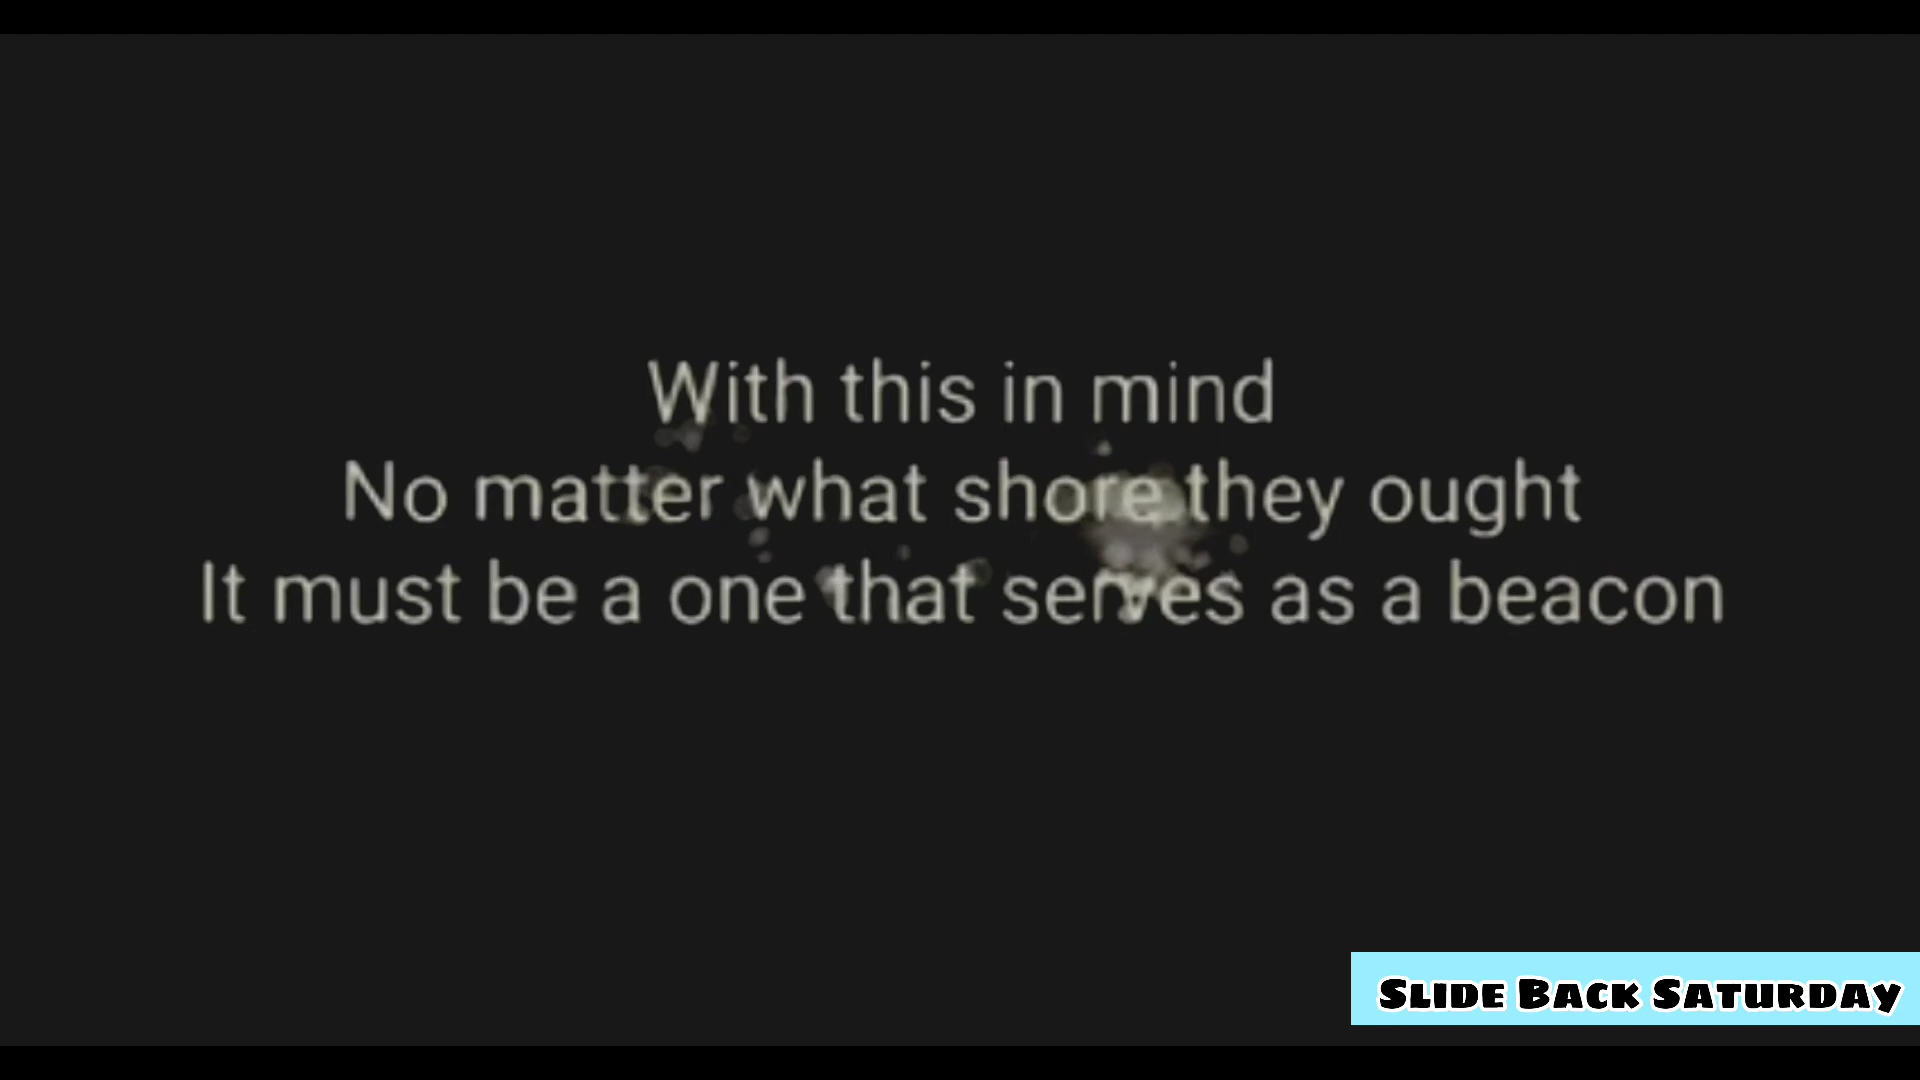 With this in mind
No matter what shore they ought
It must be a one that serves as a beacon
Slide Back Saturday